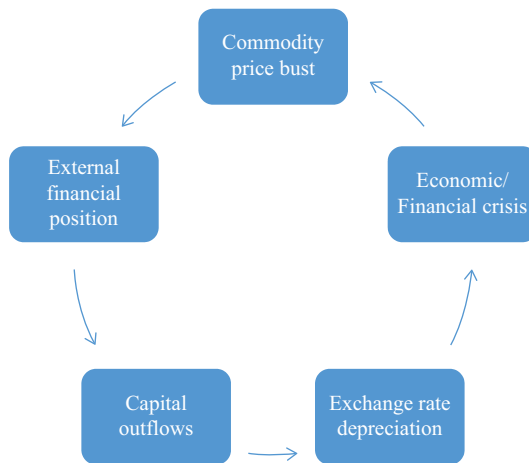 Commodity
price bust
External
financial
position
Economic/
Financial crisis
Capital
outflows
Exchange rate
depreciation